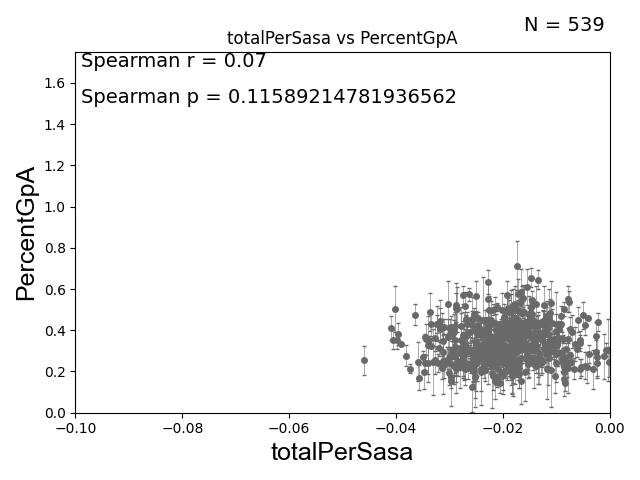 N = 539
totalPerSasa vs PercentGpA
Spearman r = 0.07
Spearman p = 0.11589214781936562
PercentGpA
1.6
1.4
1.2
1.0
0.8
0.6
0.4
0.2
0.0
−0.10 −0.08 −0.06 −0.04 −0.02 0.00
totalPerSasa